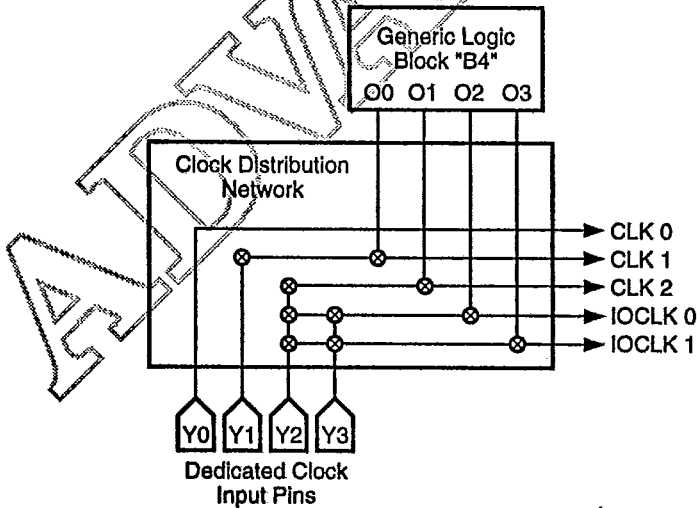 Generic Logic
Block "B4"
O0 O1 O2 O3
Clock Distribution
Network
CLK 0
CLK 1
CLK 2
IOCLK 0
IOCLK 1
Y0 Y1 Y2 Y3
Dedicated Clock
Input Pins
ADV